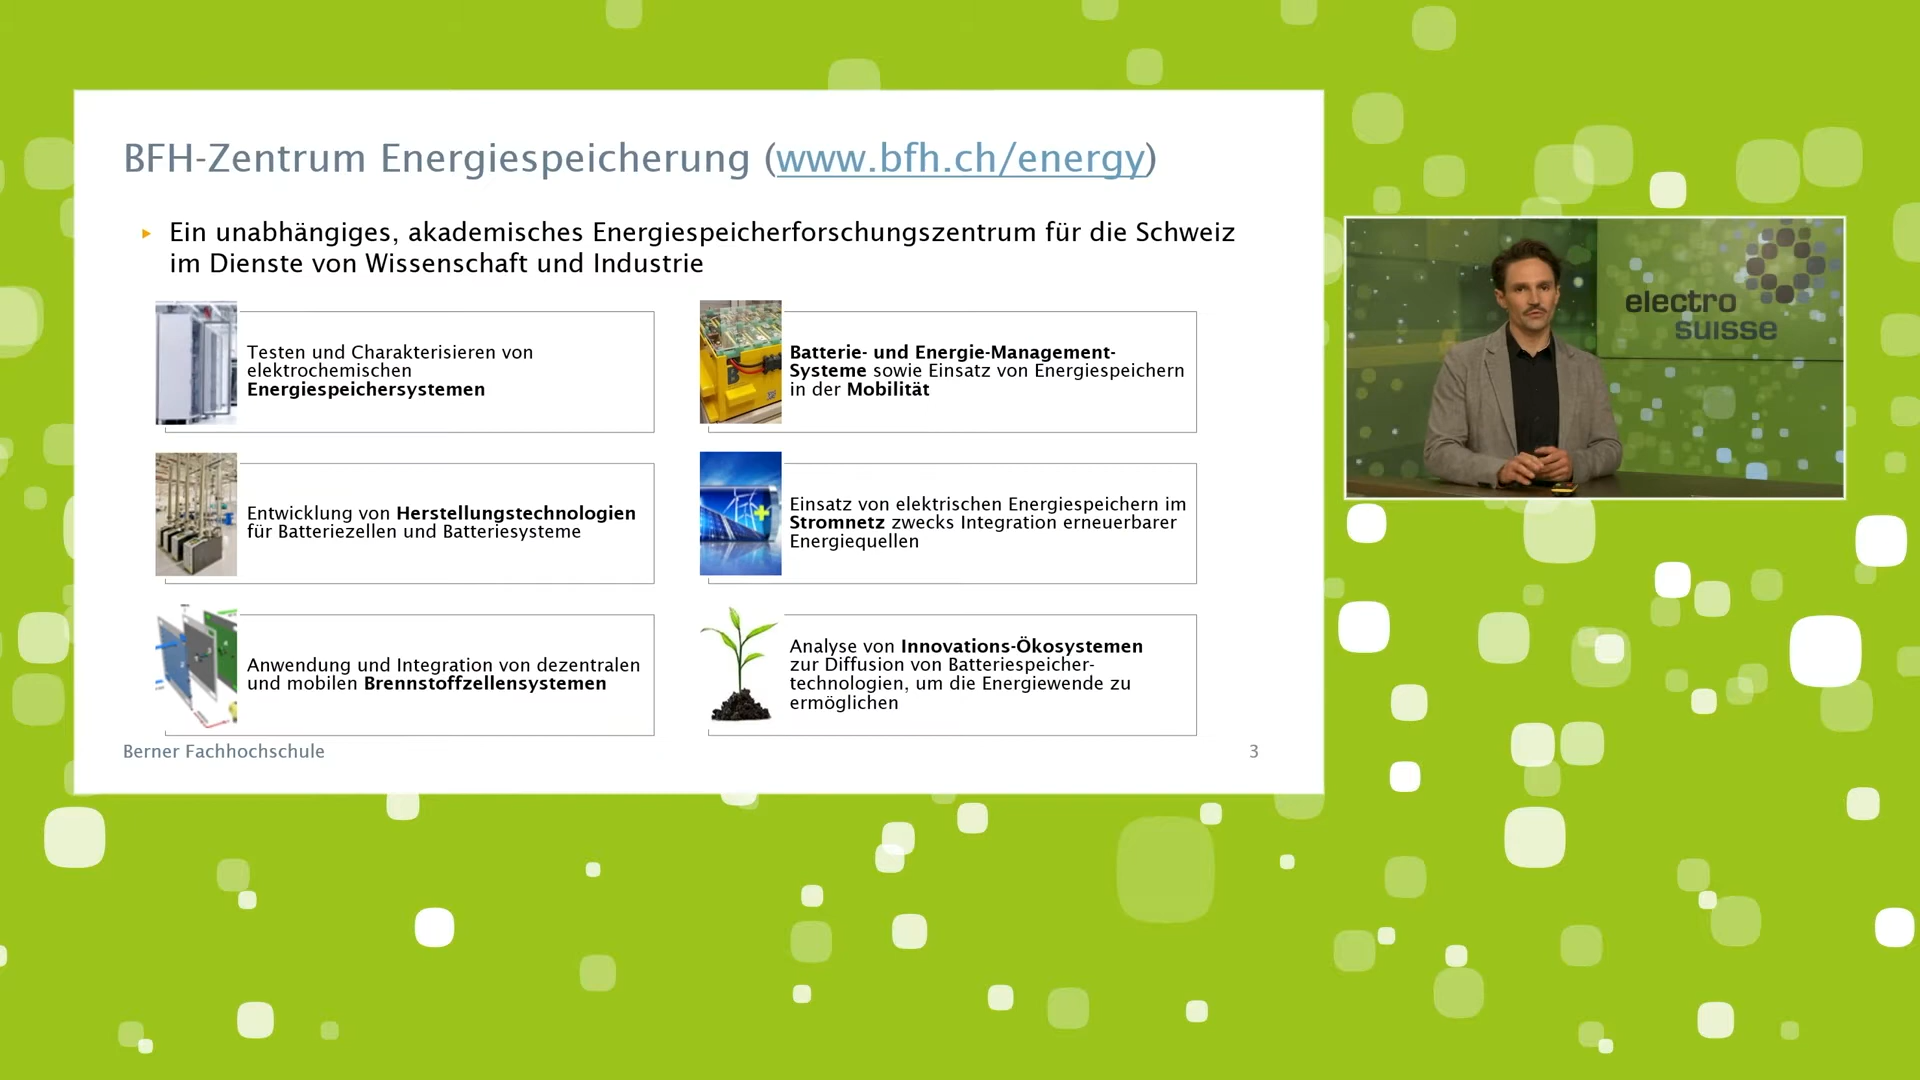 BFH-Zentrum Energiespeicherung (www.bfh.ch/energy)
Ein unabhängiges, akademisches Energiespeicherforschungszentrum für die Schweiz
im Dienste von Wissenschaft und Industrie
Testen und Charakterisieren von
elektrochemischen
Energiespeichersystemen
Batterie- und Energie-Management-
Systeme sowie Einsatz von Energiespeichern
in der Mobilität
Entwicklung von Herstellungstechnologien
für Batteriezellen und Batteriesysteme
Einsatz von elektrischen Energiespeichern im
Stromnetz zwecks Integration erneuerbarer
Energiequellen
Anwendung und Integration von dezentralen
und mobilen Brennstoffzellensystemen
Analyse von Innovations-Ökosystemen
zur Diffusion von Batteriespeicher-
technologien, um die Energiewende zu
ermöglichen
Berner Fachhochschule
3
electro
suisse